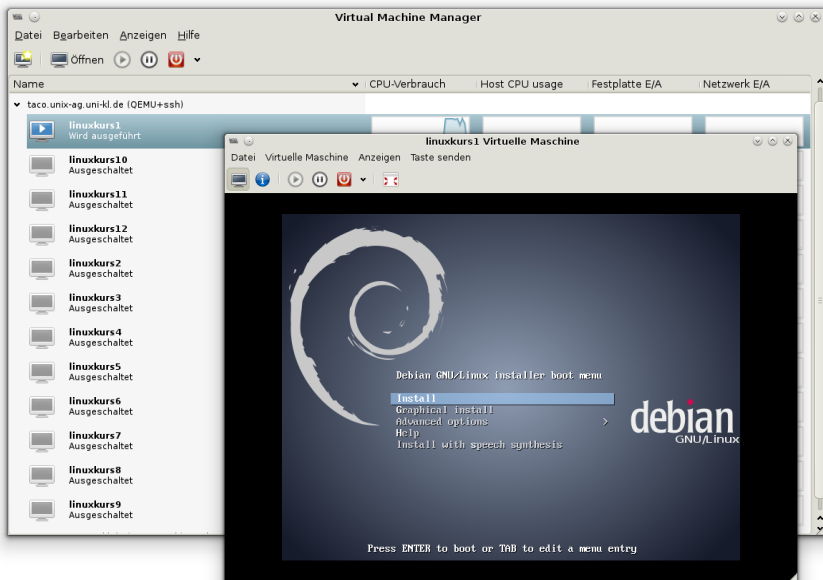 Virtual Machine Manager
Datei Bearbeiten Anzeigen Hilfe
Öffnen
Name CPU-Verbrauch Host CPU usage Festplatte E/A Netzwerk E/A
taco.unix-ag.uni-kl.de (QEMU+ssh)
linuxkurs1
Wird ausgeführt
linuxkurs10
Ausgeschaltet
linuxkurs11
Ausgeschaltet
linuxkurs12
Ausgeschaltet
linuxkurs2
Ausgeschaltet
linuxkurs3
Ausgeschaltet
linuxkurs4
Ausgeschaltet
linuxkurs5
Ausgeschaltet
linuxkurs6
Ausgeschaltet
linuxkurs7
Ausgeschaltet
linuxkurs8
Ausgeschaltet
linuxkurs9
Ausgeschaltet
linuxkurs1 Virtuelle Maschine
Datei Virtuelle Maschine Anzeigen Taste senden
Debian GNU/Linux installer boot menu
Install
Graphical install
Advanced options >
Help
Install with speech synthesis
debian
GNU/Linux
Press ENTER to boot or TAB to edit a menu entry